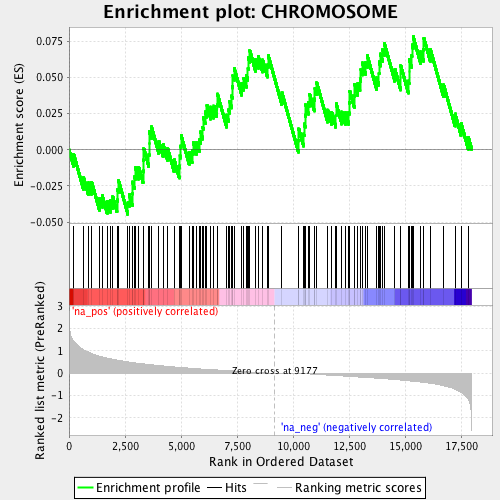 Enrichment plot: CHROMOSOME
Enrichment score (ES)
0.075
0.050
0.025
0.000
-0.025
-0.050
'na_pos' (positively correlated)
Ranked list metric (PreRanked)
3
2
1
0
-1
-2
Zero cross at 9177
'na_neg' (negatively correlated)
0
2,500
5,000
7,500
10,000
12,500
15,000
17,500
Rank in Ordered Dataset
Enrichment profile
Hits
Ranking metric scores